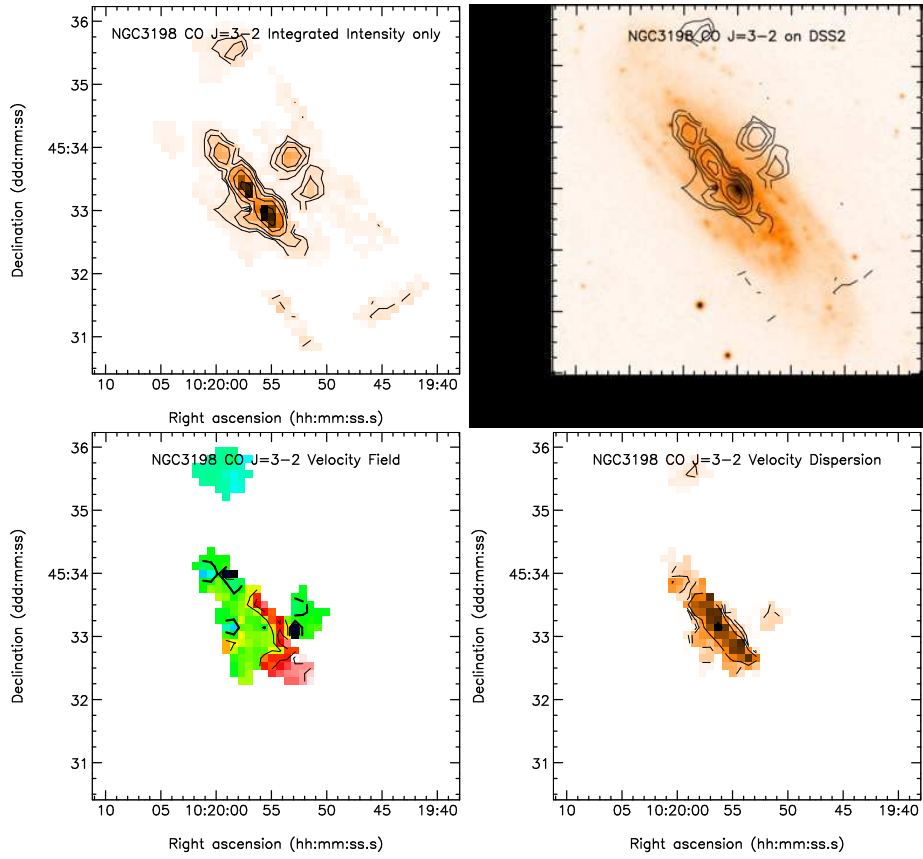 NGC3198 CO J=3-2 Integrated Intensity only
36
35
45:34
33
32
31
Declination (ddd:mm:ss)
10 05 10:20:00 55 50 45 19:40
Right ascension (hh:mm:ss.s)
NGC3198 CO J=3-2 on DSS2
NGC3198 CO J=3-2 Velocity Field
36
35
45:34
33
32
31
Declination (ddd:mm:ss)
10 05 10:20:00 55 50 45 19:40
Right ascension (hh:mm:ss.s)
NGC3198 CO J=3-2 Velocity Dispersion
36
35
45:34
33
32
31
Declination (ddd:mm:ss)
10 05 10:20:00 55 50 45 19:40
Right ascension (hh:mm:ss.s)